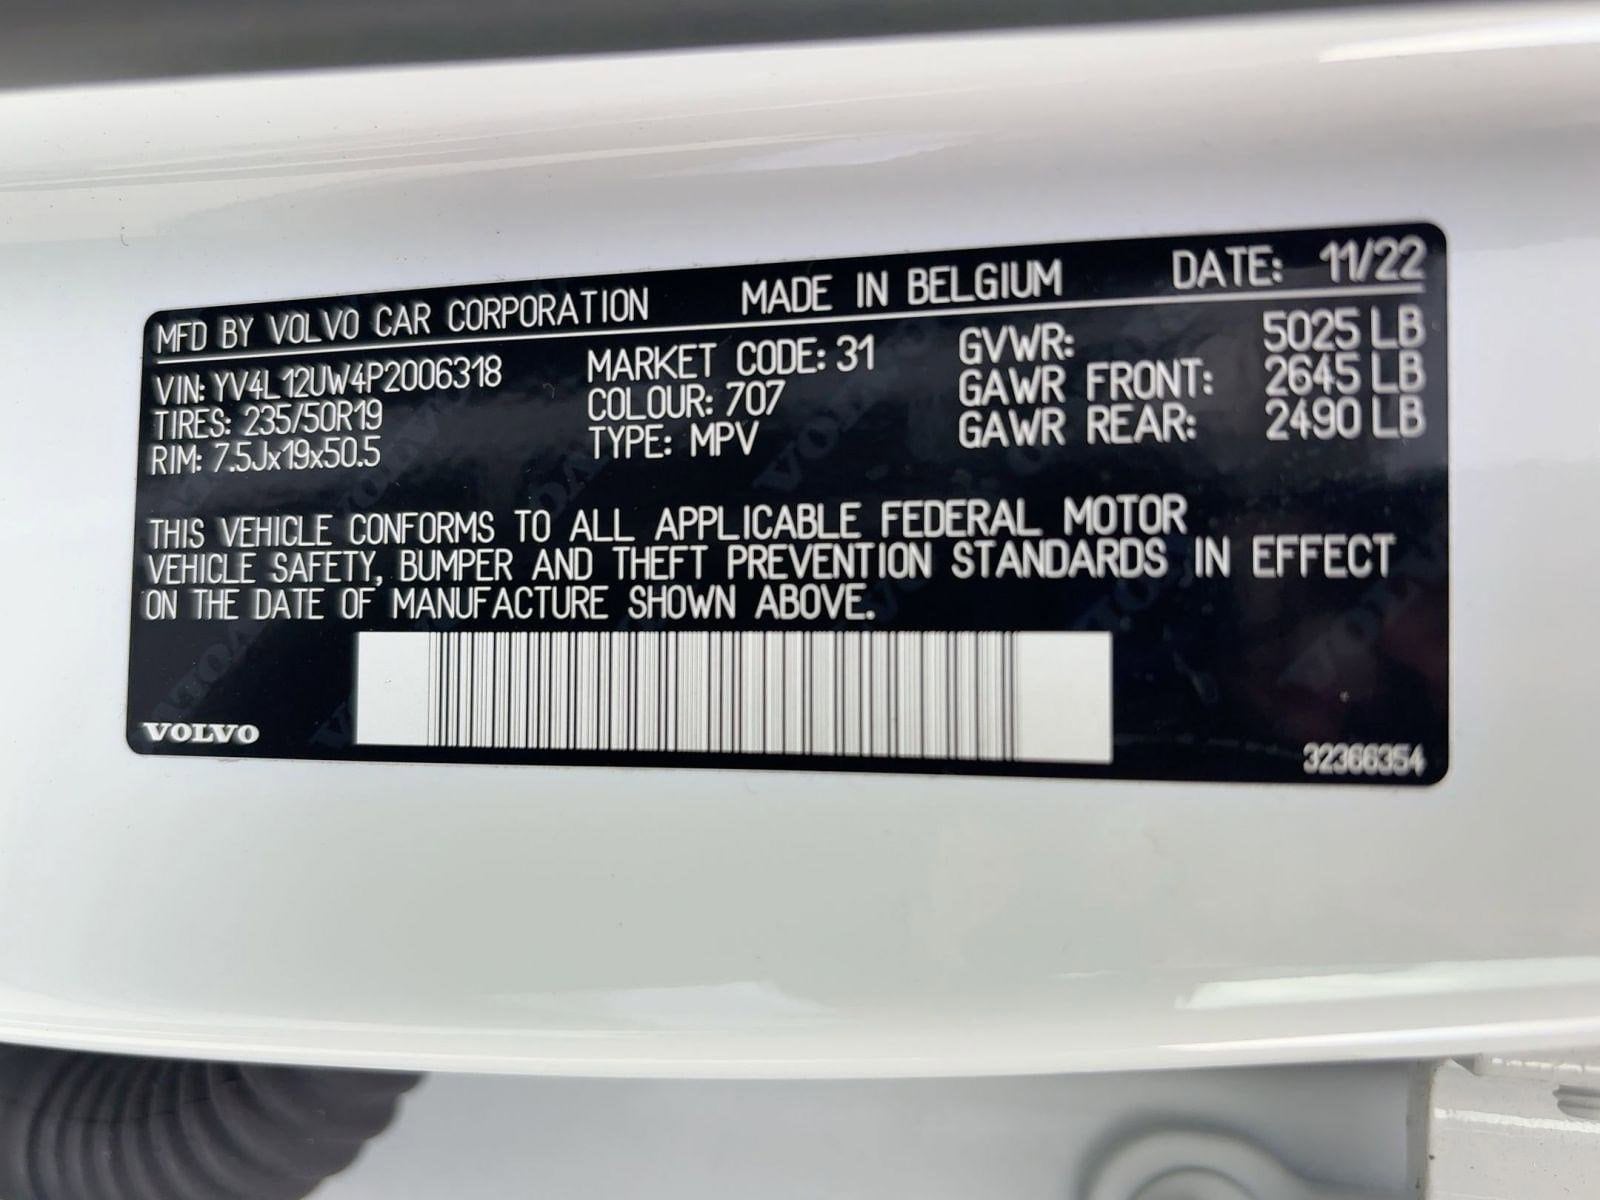 MFD BY VOLVO CAR CORPORATION MADE IN BELGIUM DATE: 11/22
VIN: YV4L12UW4P2006318 MARKET CODE: 31 GVWR: 5025 LB
TIRES: 235/50R19 COLOUR: 707 GAWR FRONT: 2645 LB
RIM: 7.5Jx19x50.5 TYPE: MPV GAWR REAR: 2490 LB
THIS VEHICLE CONFORMS TO ALL APPLICABLE FEDERAL MOTOR
VEHICLE SAFETY, BUMPER AND THEFT PREVENTION STANDARDS IN EFFECT
ON THE DATE OF MANUFACTURE SHOWN ABOVE.
VOLVO 32366354